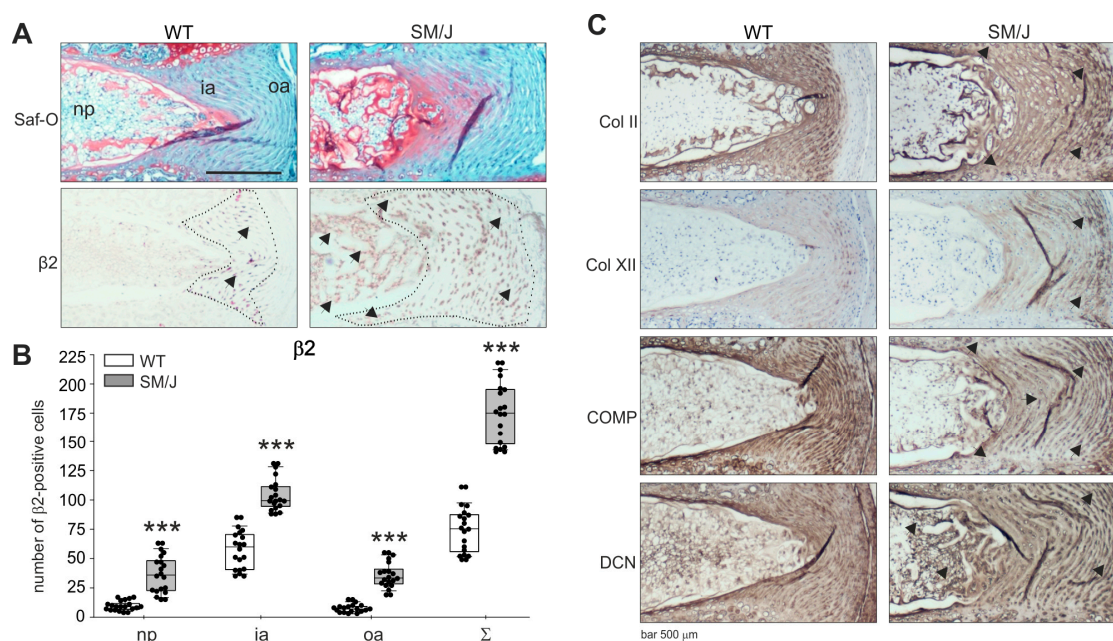 A
WT
SM/J
Saf-O
np
ia
oa
β2
B
β2
WT
SM/J
number of β2-positive cells
225
200
175
150
125
100
75
50
25
0
***
***
***
***
np
ia
oa
Σ
C
WT
SM/J
Col II
Col XII
COMP
DCN
bar 500 µm